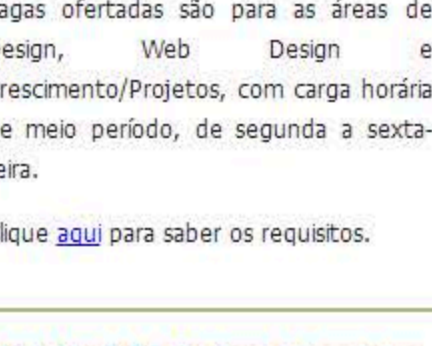 agas ofertadas são para as áreas de
esign, Web Design e
rescimento/Projetos, com carga horária
e meio período, de segunda a sexta-
eira.
lique aqui para saber os requisitos.